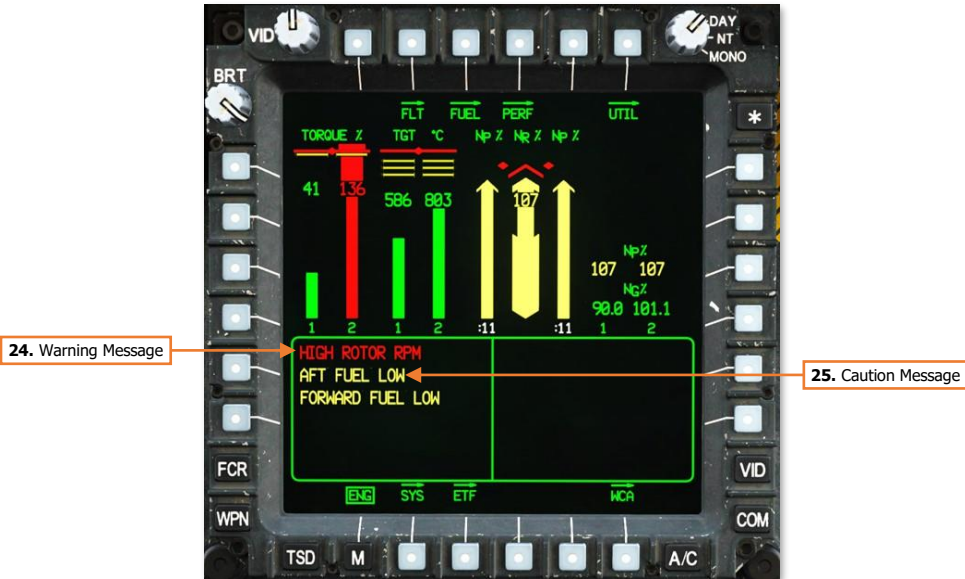 VID
DAY
NT
MONO
BRT
FLT FUEL PERF UTIL
*
TORQUE % TGT °C NP % NR % NP %
41 136 586 803 107
NP%
107 107
NG%
90.0 101.1
1 2 1 2 :11 :11 1 2
24. Warning Message
HIGH ROTOR RPM
AFT FUEL LOW
25. Caution Message
FORWARD FUEL LOW
FCR VID
ENG SYS ETF WCA
WPN COM
TSD M A/C